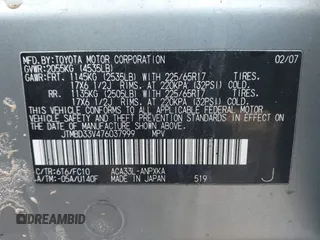 MFD.BY TOYOTA MOTOR CORPORATION 02/07
GVWR:2055KG (4535LB)
GAWR:FRT. 1145KG (2535LB) WITH 225/65R17 TIRES.
17X6 1/2J RIMS, AT 220KPA (32PSI) COLD
RR. 1135KG (2505LB) WITH 225/65R17 TIRES.
17X6 1/2J RIMS, AT 220KPA (32PSI) COLD
THIS VEHICLE CONFORMS TO ALL APPLICABLE FEDERAL MOTOR
VEHICLE SAFETY AND BUMPER STANDARDS IN EFFECT ON THE
DATE OF MANUFACTURE SHOWN ABOVE.
JTMBD33V476037999 MPV
C/TR:6T6/FC10 ACA33L-ANPXKA
A/TM:-05A/U140F MADE IN JAPAN 519
J
DREAMBID